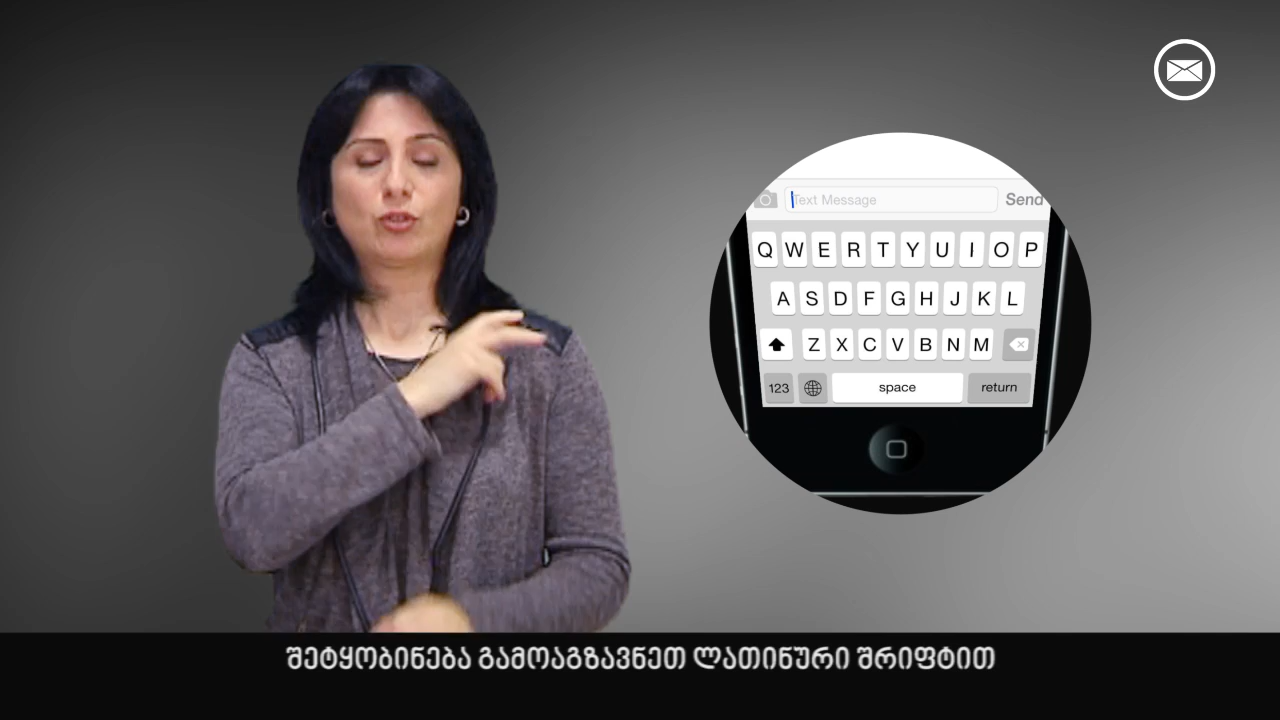 Text Message
Send
Q W E R T Y U I O P
A S D F G H J K L
Z X C V B N M
123
space
return
შეტყობინება გამოაგზავნეთ ლათინური შრიფტით